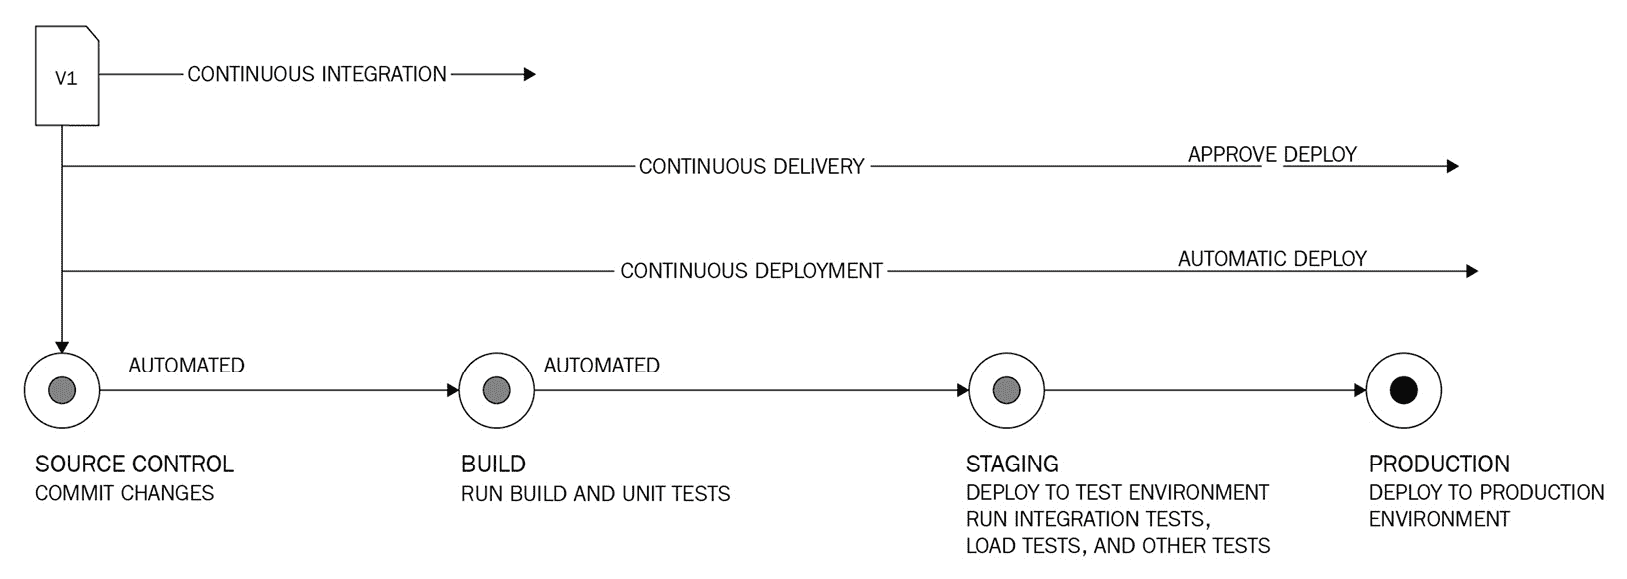 V1
CONTINUOUS INTEGRATION
CONTINUOUS DELIVERY
APPROVE DEPLOY
CONTINUOUS DEPLOYMENT
AUTOMATIC DEPLOY
AUTOMATED
AUTOMATED
SOURCE CONTROL
COMMIT CHANGES
BUILD
RUN BUILD AND UNIT TESTS
STAGING
DEPLOY TO TEST ENVIRONMENT
RUN INTEGRATION TESTS,
LOAD TESTS, AND OTHER TESTS
PRODUCTION
DEPLOY TO PRODUCTION
ENVIRONMENT